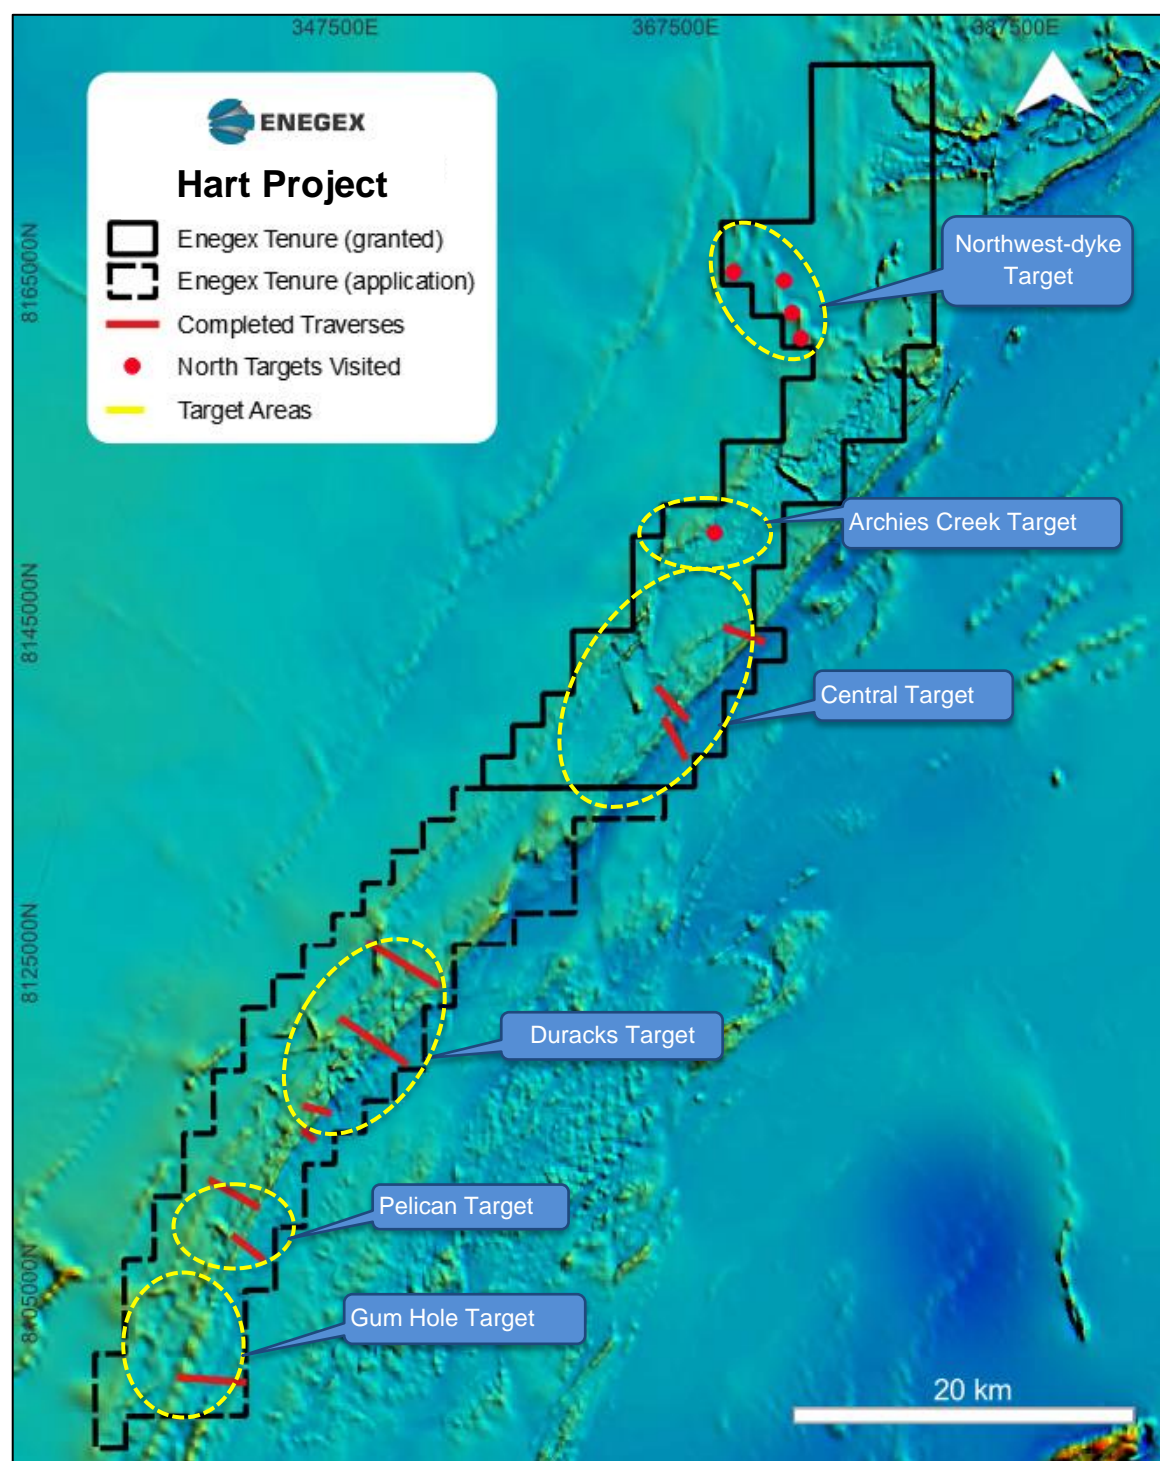 347500E
367500E
387500E
ENEGEX
Hart Project
Enegex Tenure (granted)
Enegex Tenure (application)
Completed Traverses
North Targets Visited
Target Areas
8165000N
Northwest-dyke
Target
Archies Creek Target
8145000N
Central Target
8125000N
Duracks Target
Pelican Target
8105000N
Gum Hole Target
20 km